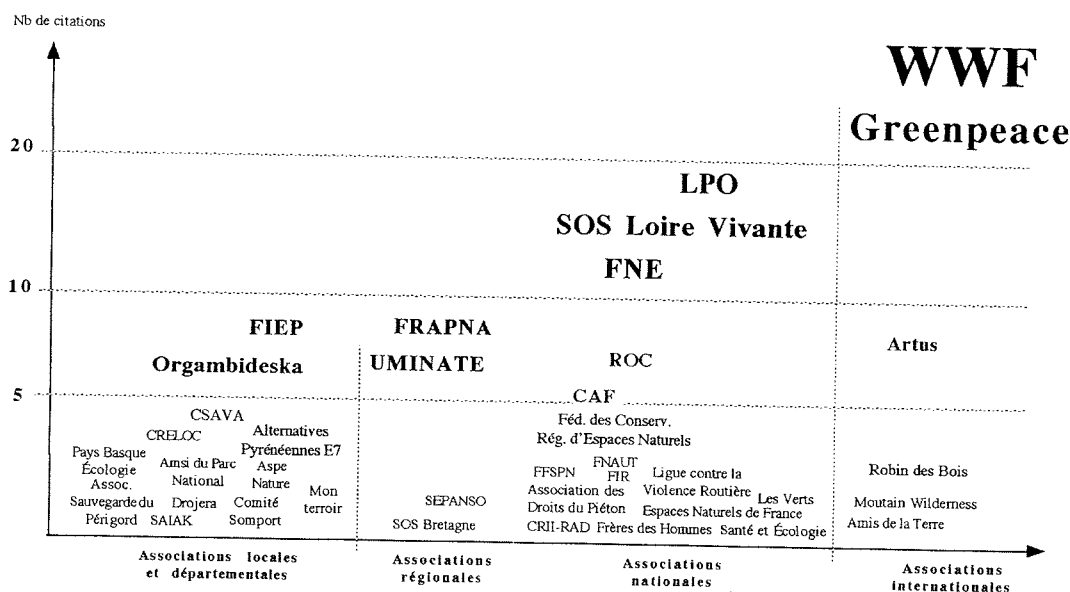 Nb de citations
WWF
Greenpeace
20
LPO
SOS Loire Vivante
FNE
10
FIEP
FRAPNA
Artus
Orgambideska
UMINATE
ROC
5
CAF
CSAVA
Féd. des Conserv.
Rég. d'Espaces Naturels
CRELOC
Alternatives
Pyrénéennes E7
Pays Basque
Écologie
Assoc.
Amsi du Parc
National
Aspe
Nature
Mon
terroir
Sauvegarde du
Périgord
Drojera
Comité
Somport
SAIAK
SEPANSO
SOS Bretagne
FFSPN
FNAUT
FIR
Ligue contre la
Violence Routière
Association des
Droits du Piéton
Les Verts
Espaces Naturels de France
CRII-RAD
Frères des Hommes
Santé et Écologie
Robin des Bois
Moutain Wilderness
Amis de la Terre
Associations locales
et départementales
Associations
régionales
Associations
nationales
Associations
internationales